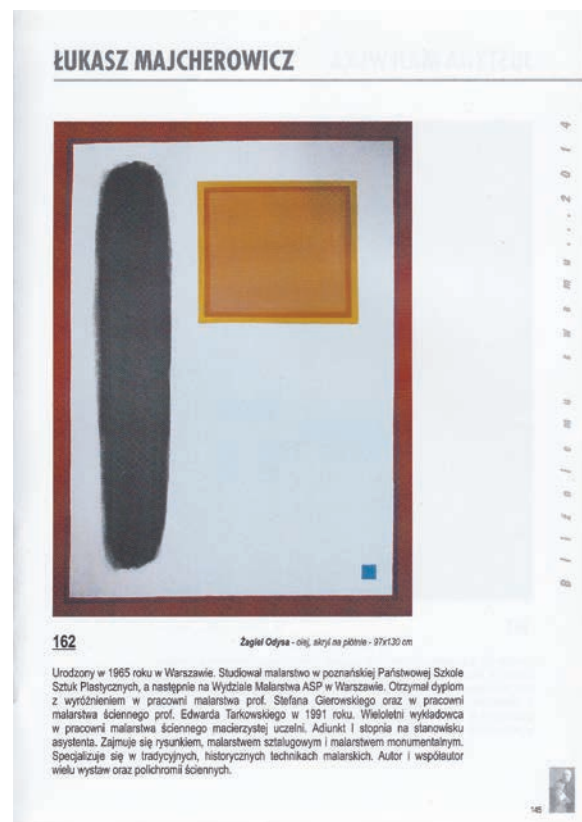 ŁUKASZ MAJCHEROWICZ
Bliźniemu swemu...2014
162
Żagiel Odysa - olej, akryl na płótnie - 97x130 cm
Urodzony w 1965 roku w Warszawie. Studiował malarstwo w poznańskiej Państwowej Szkole
Sztuk Plastycznych, a następnie na Wydziale Malarstwa ASP w Warszawie. Otrzymał dyplom
z wyróżnieniem w pracowni malarstwa prof. Stefana Gierowskiego oraz w pracowni
malarstwa ściennego prof. Edwarda Tarkowskiego w 1991 roku. Wieloletni wykładowca
w pracowni malarstwa ściennego macierzystej uczelni. Adiunkt I stopnia na stanowisku
asystenta. Zajmuje się rysunkiem, malarstwem sztalugowym i malarstwem monumentalnym.
Specjalizuje się w tradycyjnych, historycznych technikach malarskich. Autor i współautor
wielu wystaw oraz polichromii ściennych.
145